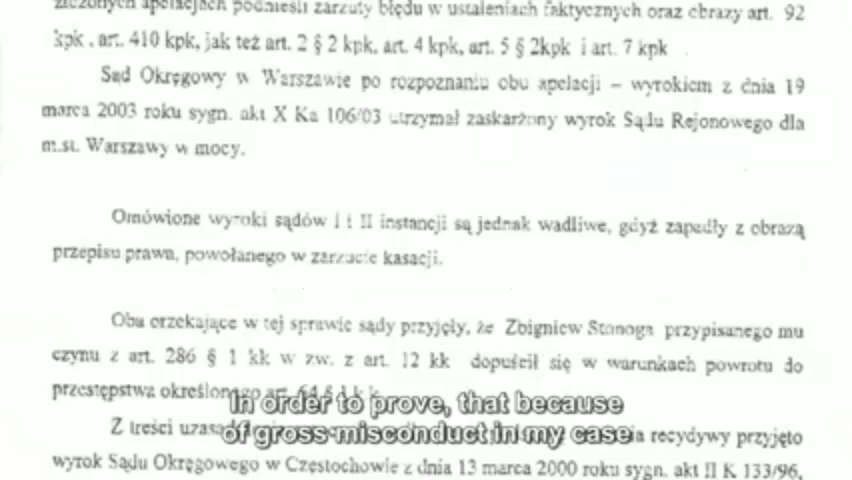 złożonych apelacjach podnieśli zarzuty błędu w ustaleniach faktycznych oraz obrazy art. 92
kpk , art. 410 kpk, jak też art. 2 § 2 kpk, art. 4 kpk, art. 5 § 2kpk i art. 7 kpk
Sąd Okręgowy w Warszawie po rozpoznaniu obu apelacji – wyrokiem z dnia 19
marca 2003 roku sygn. akt X Ka 106/03 utrzymał zaskarżony wyrok Sądu Rejonowego dla
m.st. Warszawy w mocy.
Omówione wyroki sądów I i II instancji są jednak wadliwe, gdyż zapadły z obrazą
przepisu prawa, powołanego w zarzucie kasacji.
Oba orzekające w tej sprawie sądy przyjęły, że Zbigniew Stonoga przypisanego mu
czynu z art. 286 § 1 kk w zw. z art. 12 kk dopuścił się w warunkach powrotu do
przestępstwa określonego art. 64 § 1 kk
In order to prove, that because
Z treści recydywy przyjęto
of gross misconduct in my case
wyrok Sądu Okręgowego w Częstochowie z dnia 13 marca 2000 roku sygn. akt II K 133/96,